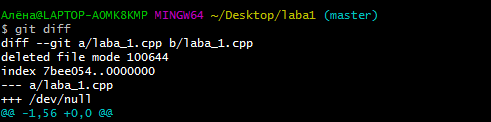 Алёна@LAPTOP-AOMK8KMP MINGW64 ~/Desktop/laba1 (master)
$ git diff
diff --git a/laba_1.cpp b/laba_1.cpp
deleted file mode 100644
index 7bee054..0000000
--- a/laba_1.cpp
+++ /dev/null
@@ -1,56 +0,0 @@